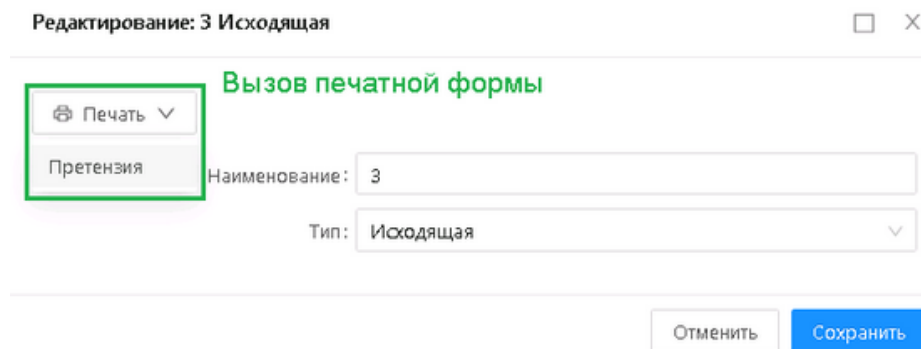 Редактирование: 3 Исходящая
Вызов печатной формы
Печать
Претензия
Наименование: 3
Тип: Исходящая
Отменить Сохранить